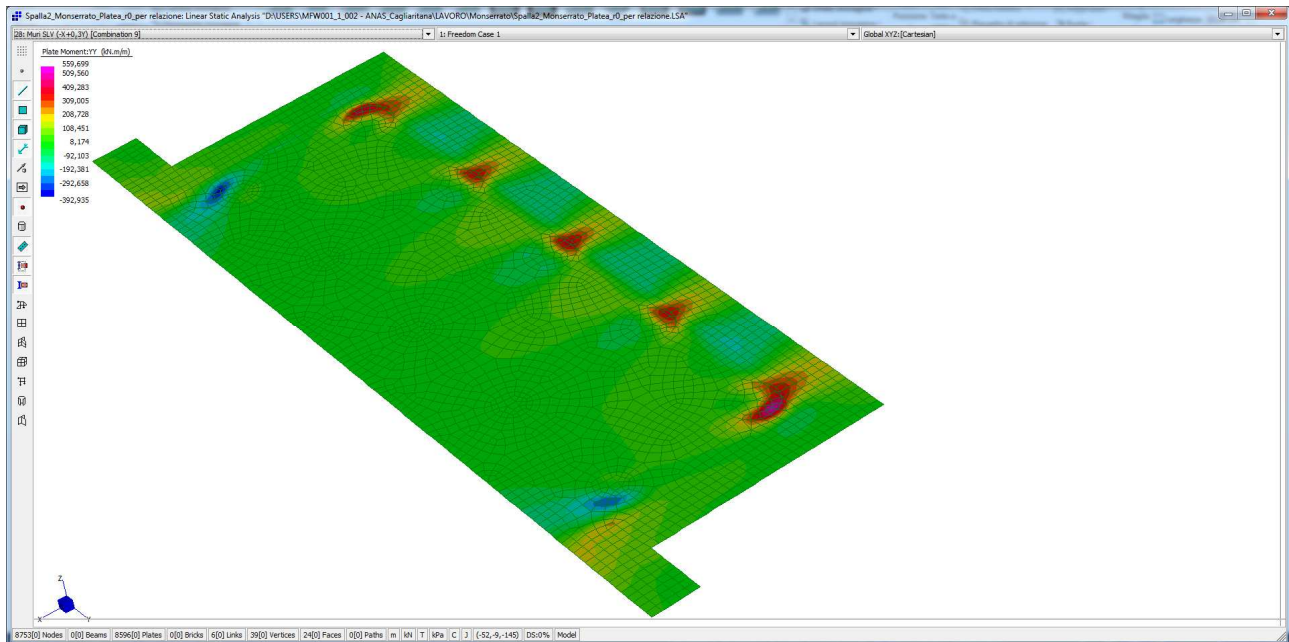 Spalla2_Monserrato_Platea_r0_per relazione: Linear Static Analysis "D:\USERS\MFW001_1_002 - ANAS_Cagliaritana\LAVORO\Monserrato\Spalla2_Monserrato_Platea_r0_per relazione.LSA"
28: Muri SLV (-X+0,3Y) [Combination 9]
1: Freedom Case 1
Global XYZ:[Cartesian]
Plate Moment:YY (kN.m/m)
559,699
509,560
409,283
309,005
208,728
108,451
8,174
-92,103
-192,381
-292,658
-392,935
Z
X
Y
8753[0] Nodes 0[0] Beams 8596[0] Plates 0[0] Bricks 6[0] Links 39[0] Vertices 24[0] Faces 0[0] Paths m kN T kPa C J (-52,-9,-145) DS:0% Model